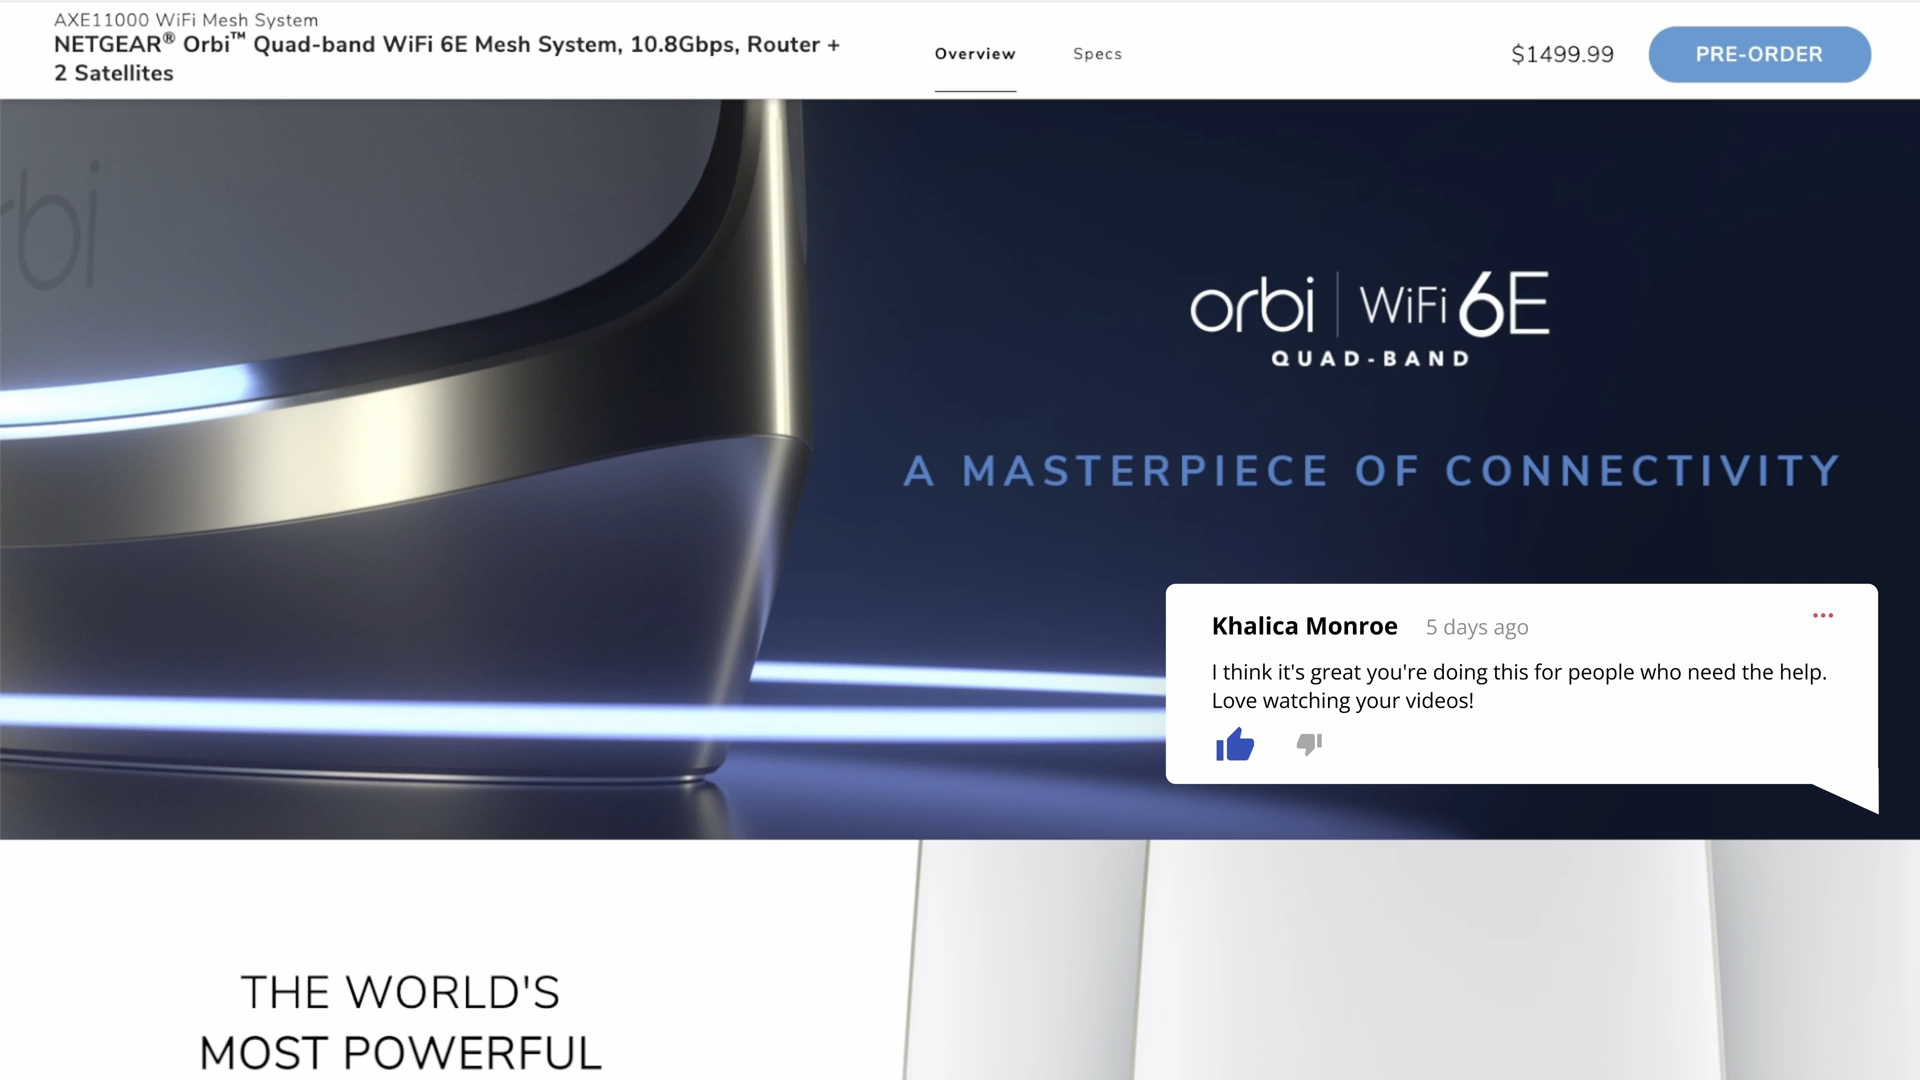 AXE11000 WiFi Mesh System
NETGEAR® Orbi™ Quad-band WiFi 6E Mesh System, 10.8Gbps, Router +
2 Satellites
Overview
Specs
$1499.99
PRE-ORDER
rbi
orbi | WiFi 6E
QUAD-BAND
A MASTERPIECE OF CONNECTIVITY
Khalica Monroe 5 days ago
I think it's great you're doing this for people who need the help.
Love watching your videos!
THE WORLD'S
MOST POWERFUL